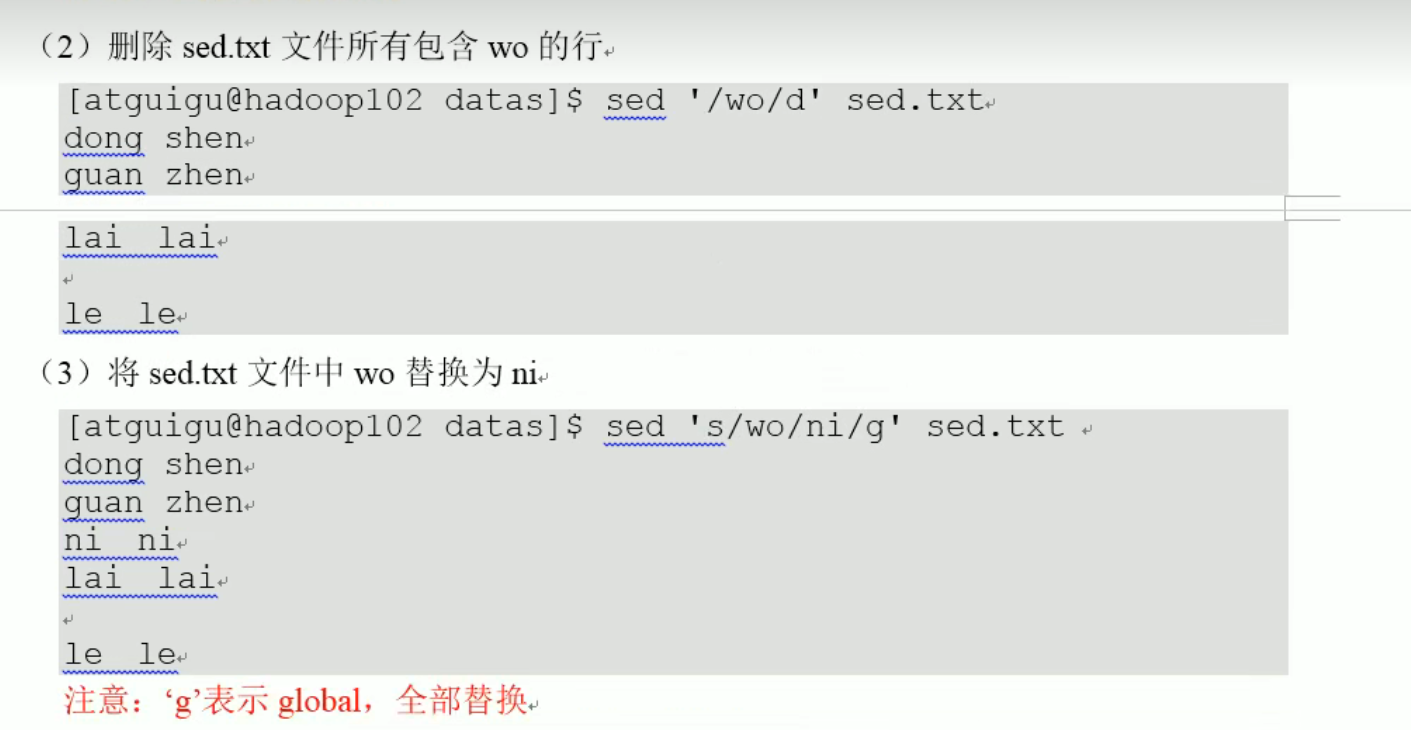 （2）删除 sed.txt 文件所有包含 wo 的行
[atguigu@hadoop102 datas]$ sed '/wo/d' sed.txt
dong shen
guan zhen
lai  lai
le  le
（3）将 sed.txt 文件中 wo 替换为 ni
[atguigu@hadoop102 datas]$ sed 's/wo/ni/g' sed.txt
dong shen
guan zhen
ni  ni
lai  lai
le  le
注意：‘g’表示 global，全部替换